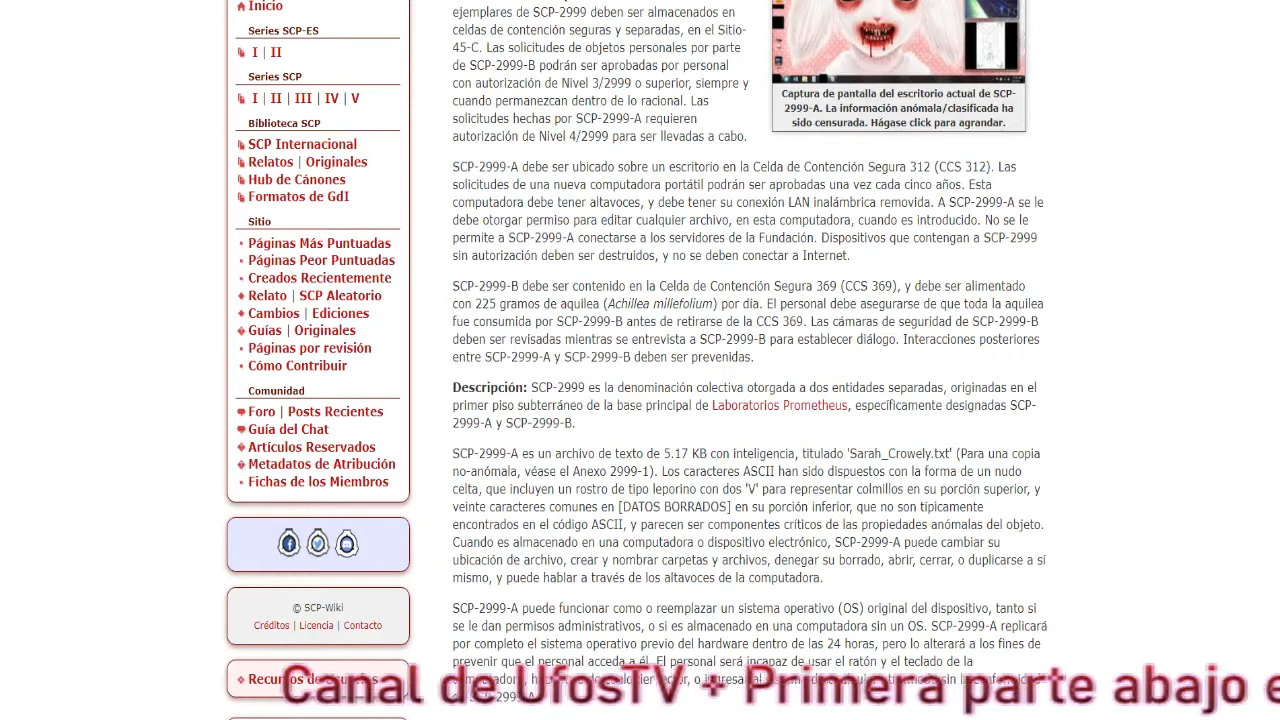 Inicio
Series SCP-ES
I | II
Series SCP
I | II | III | IV | V
Biblioteca SCP
SCP Internacional
Relatos | Originales
Hub de Cánones
Formatos de GdI
Sitio
Páginas Más Puntuadas
Páginas Peor Puntuadas
Creados Recientemente
Relato | SCP Aleatorio
Cambios | Ediciones
Guías | Originales
Páginas por revisión
Cómo Contribuir
Comunidad
Foro | Posts Recientes
Guía del Chat
Artículos Reservados
Metadatos de Atribución
Fichas de los Miembros
© SCP-Wiki
Créditos | Licencia | Contacto
Recursos de Usuarios
ejemplares de SCP-2999 deben ser almacenados en
celdas de contención seguras y separadas, en el Sitio-
45-C. Las solicitudes de objetos personales por parte
de SCP-2999-B podrán ser aprobadas por personal
con autorización de Nivel 3/2999 o superior, siempre y
cuando permanezcan dentro de lo racional. Las
solicitudes hechas por SCP-2999-A requieren
autorización de Nivel 4/2999 para ser llevadas a cabo.
Captura de pantalla del escritorio actual de SCP-
2999-A. La información anómala/clasificada ha
sido censurada. Hágase click para agrandar.
SCP-2999-A debe ser ubicado sobre un escritorio en la Celda de Contención Segura 312 (CCS 312). Las
solicitudes de una nueva computadora portátil podrán ser aprobadas una vez cada cinco años. Esta
computadora debe tener altavoces, y debe tener su conexión LAN inalámbrica removida. A SCP-2999-A se le
debe otorgar permiso para editar cualquier archivo, en esta computadora, cuando es introducido. No se le
permite a SCP-2999-A conectarse a los servidores de la Fundación. Dispositivos que contengan a SCP-2999
sin autorización deben ser destruidos, y no se deben conectar a Internet.
SCP-2999-B debe ser contenido en la Celda de Contención Segura 369 (CCS 369), y debe ser alimentado
con 225 gramos de aquilea (Achillea millefolium) por día. El personal debe asegurarse de que toda la aquilea
fue consumida por SCP-2999-B antes de retirarse de la CCS 369. Las cámaras de seguridad de SCP-2999-B
deben ser revisadas mientras se entrevista a SCP-2999-B para establecer diálogo. Interacciones posteriores
entre SCP-2999-A y SCP-2999-B deben ser prevenidas.
Descripción: SCP-2999 es la denominación colectiva otorgada a dos entidades separadas, originadas en el
primer piso subterráneo de la base principal de Laboratorios Prometheus, específicamente designadas SCP-
2999-A y SCP-2999-B.
SCP-2999-A es un archivo de texto de 5.17 KB con inteligencia, titulado 'Sarah_Crowely.txt' (Para una copia
no-anómala, véase el Anexo 2999-1). Los caracteres ASCII han sido dispuestos con la forma de un nudo
celta, que incluyen un rostro de tipo leporino con dos 'V' para representar colmillos en su porción superior, y
veinte caracteres comunes en [DATOS BORRADOS] en su porción inferior, que no son tipicamente
encontrados en el código ASCII, y parecen ser componentes críticos de las propiedades anómalas del objeto.
Cuando es almacenado en una computadora o dispositivo electrónico, SCP-2999-A puede cambiar su
ubicación de archivo, crear y nombrar carpetas y archivos, denegar su borrado, abrir, cerrar, o duplicarse a sí
mismo, y puede hablar a través de los altavoces de la computadora.
SCP-2999-A puede funcionar como o reemplazar un sistema operativo (OS) original del dispositivo, tanto si
se le dan permisos administrativos, o si es almacenado en una computadora sin un OS. SCP-2999-A replicará
por completo el sistema operativo previo del hardware dentro de las 24 horas, pero lo alterará a los fines de
prevenir que el personal acceda a él. El personal será incapaz de usar el ratón y el teclado de la
Canal de UfosTV + Primera parte abajo e